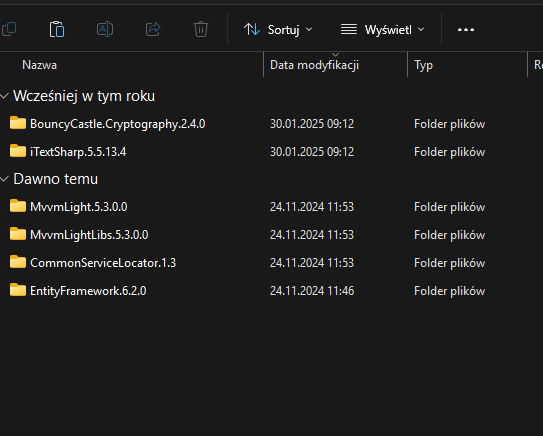 Sortuj Wyświetl
Nazwa Data modyfikacji Typ
Wcześniej w tym roku
BouncyCastle.Cryptography.2.4.0 30.01.2025 09:12 Folder plików
iTextSharp.5.5.13.4 30.01.2025 09:12 Folder plików
Dawno temu
MvvmLight.5.3.0.0 24.11.2024 11:53 Folder plików
MvvmLightLibs.5.3.0.0 24.11.2024 11:53 Folder plików
CommonServiceLocator.1.3 24.11.2024 11:53 Folder plików
EntityFramework.6.2.0 24.11.2024 11:46 Folder plików